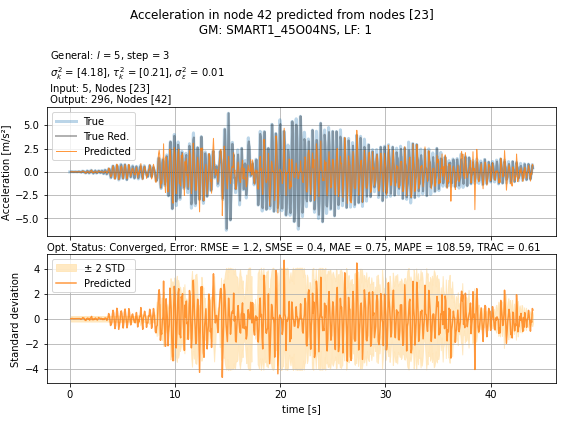 Acceleration in node 42 predicted from nodes [23]
GM: SMART1_45O04NS, LF: 1
General: l = 5, step = 3
σ²ₖ = [4.18], τ²ₖ = [0.21], σ²ε = 0.01
Input: 5, Nodes [23]
Output: 296, Nodes [42]
Acceleration [m/s²]
5.0
2.5
0.0
−2.5
−5.0
True
True Red.
Predicted
Opt. Status: Converged, Error: RMSE = 1.2, SMSE = 0.4, MAE = 0.75, MAPE = 108.59, TRAC = 0.61
Standard deviation
4
2
0
−2
−4
± 2 STD
Predicted
0
10
20
30
40
time [s]